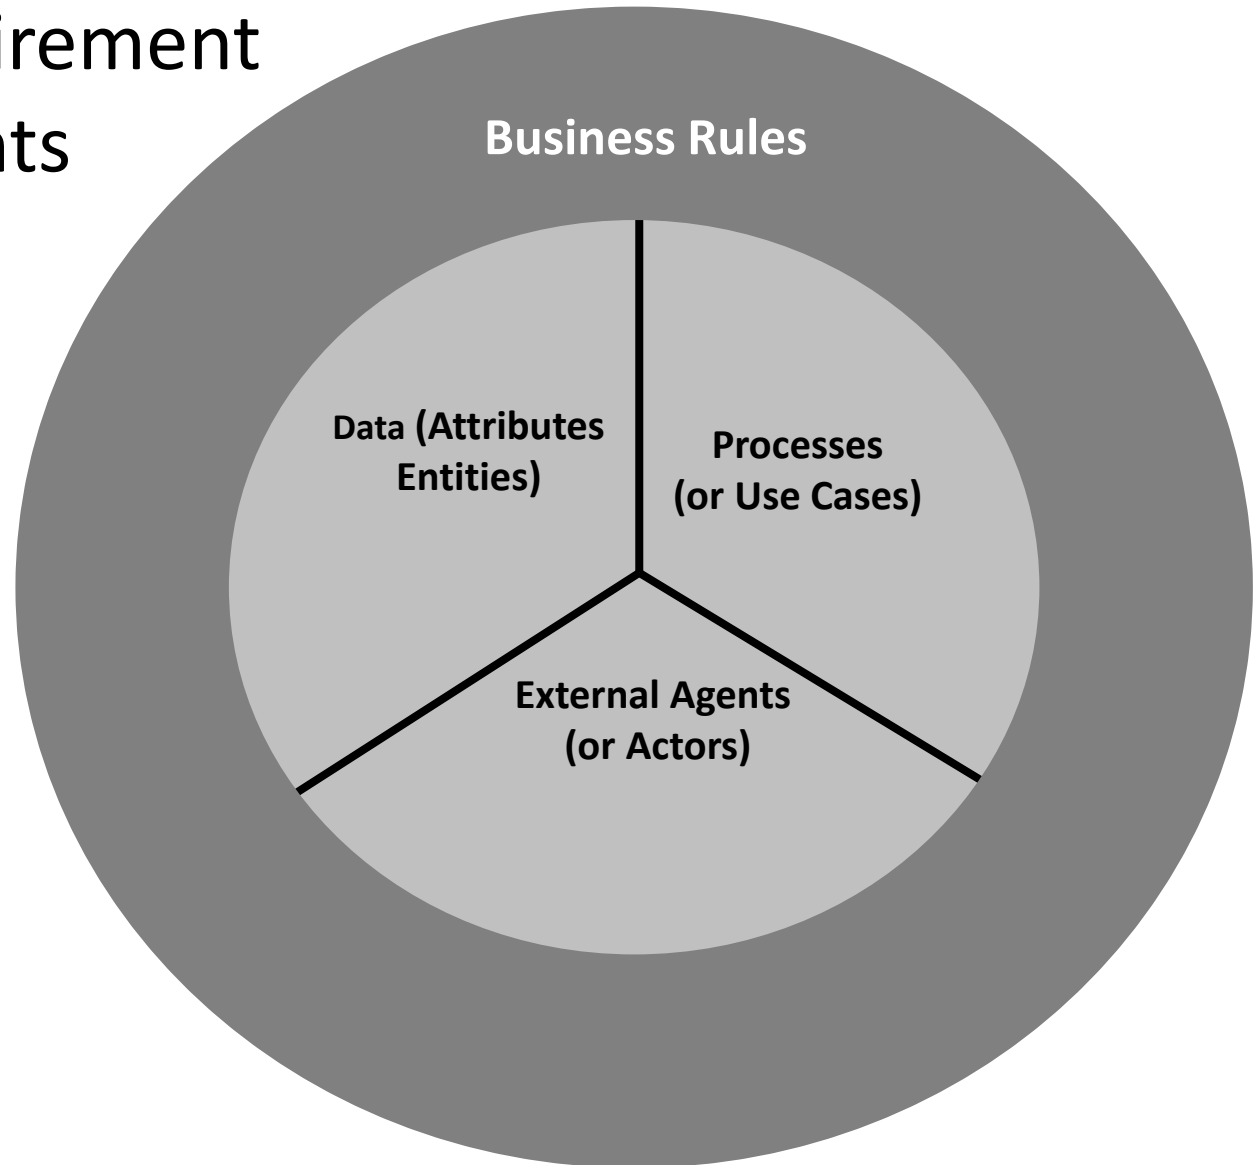 irement
nts
Business Rules
Data (Attributes
Entities)
Processes
(or Use Cases)
External Agents
(or Actors)